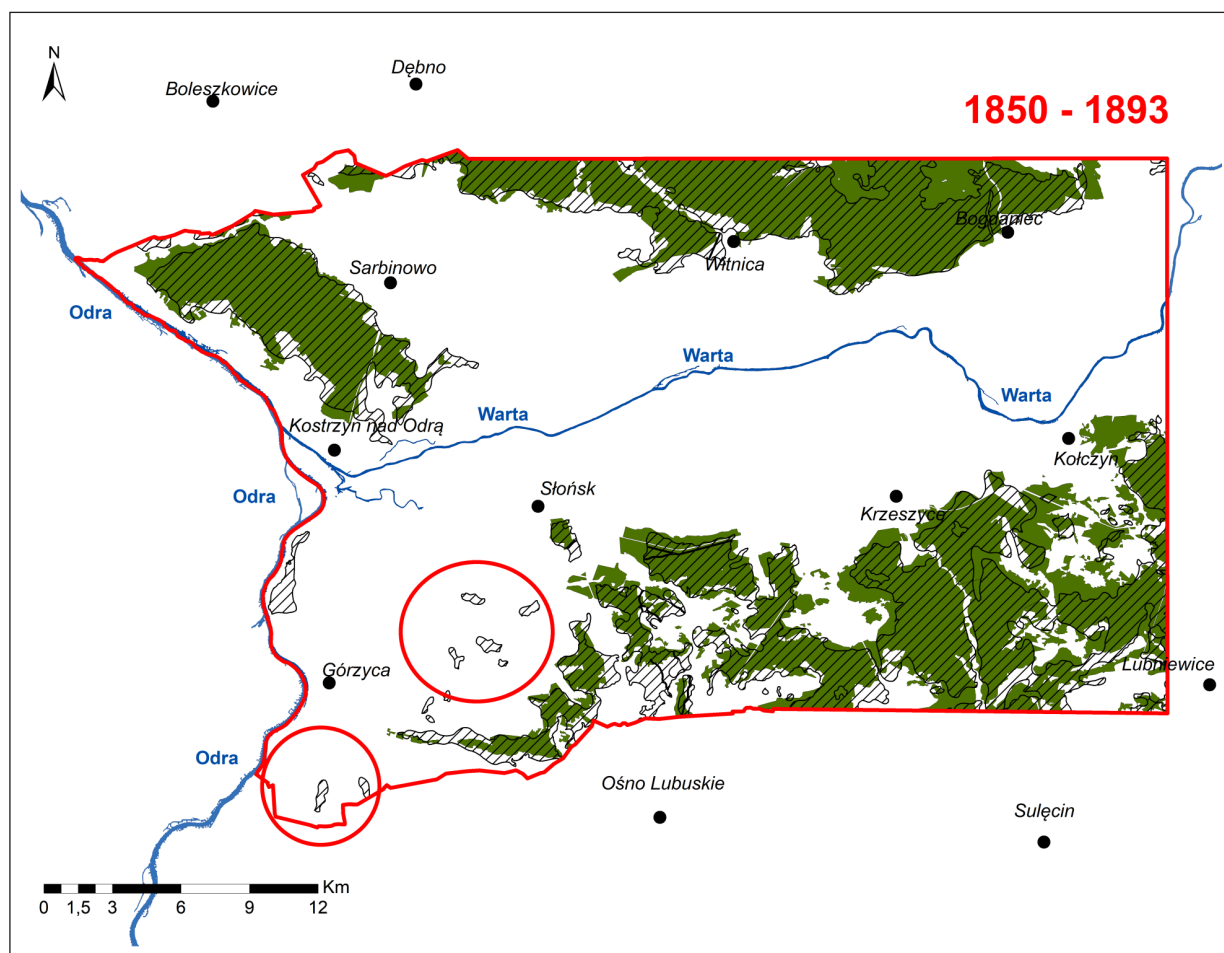 N
Dębno
Boleszkowice
1850 - 1893
Bogdaniec
Witnica
Sarbinowo
Odra
Warta
Warta
Warta
Kostrzyn nad Odrą
Kołczyn
Słońsk
Odra
Krzeszyce
Lubniewice
Górzyca
Odra
Ośno Lubuskie
Sulęcin
Km
0 1,5 3 6 9 12